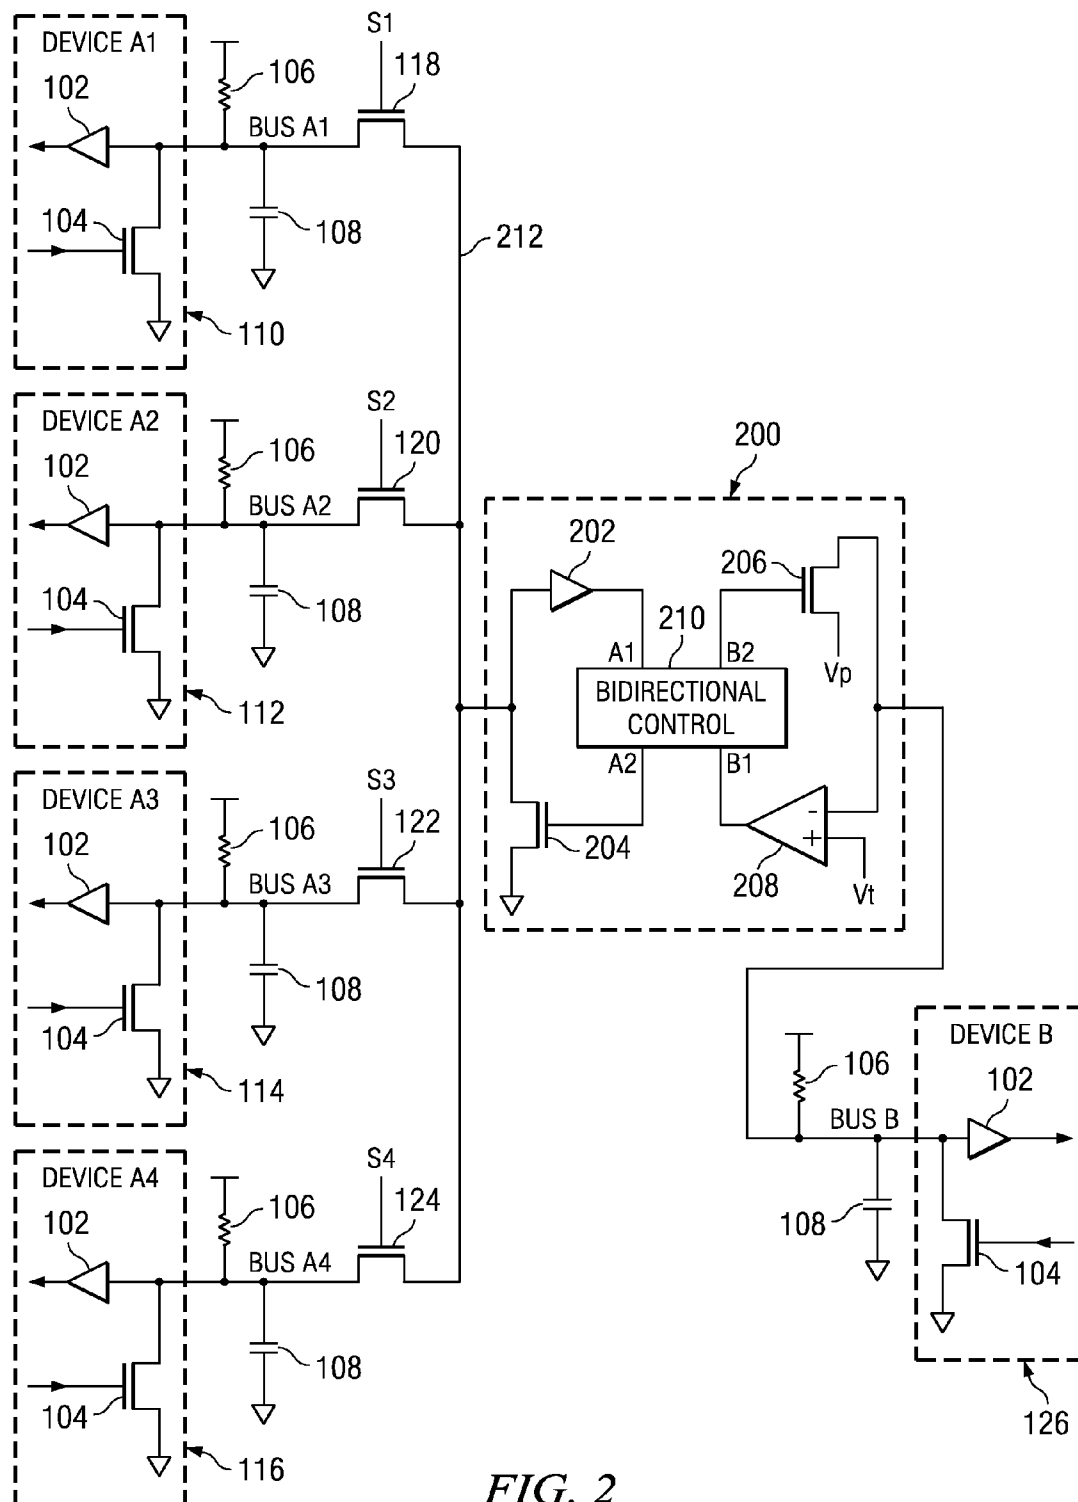 S1
DEVICE A1
118
102
106
BUS A1
104
108
212
110
S2
DEVICE A2
120
102
106
BUS A2
104
108
112
200
202
206
210
A1
B2
Vp
BIDIRECTIONAL
CONTROL
A2
B1
-
+
204
208
Vt
S3
DEVICE A3
122
102
106
BUS A3
104
108
114
DEVICE B
106
102
BUS B
108
104
126
S4
DEVICE A4
124
102
106
BUS A4
104
108
116
FIG. 2